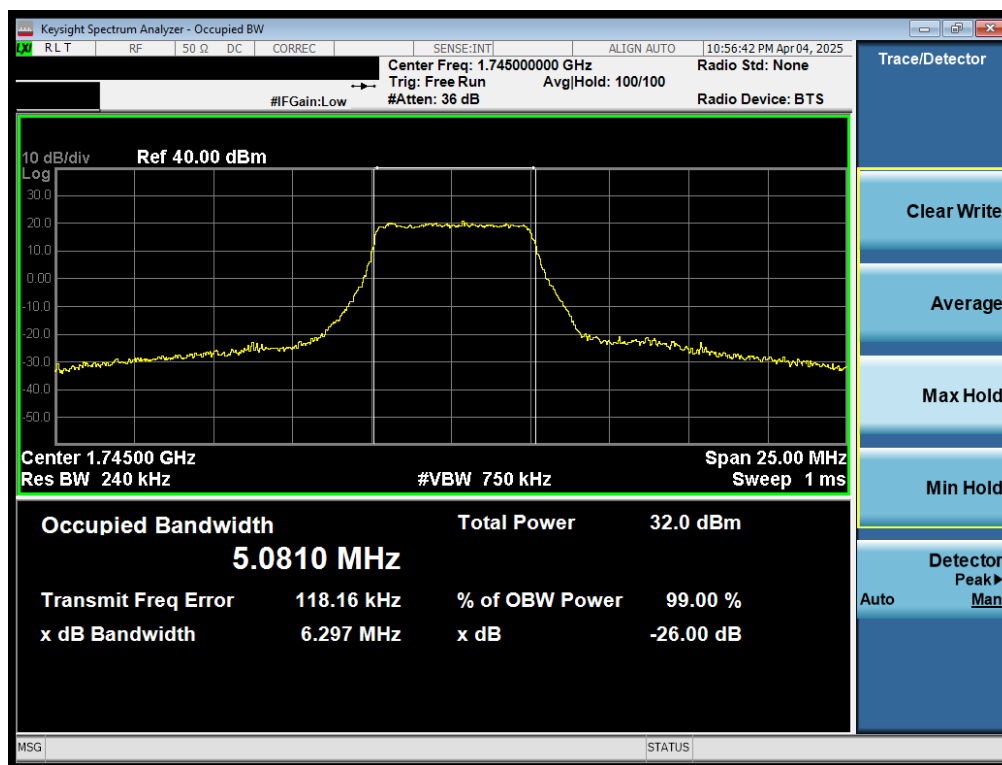 Keysight Spectrum Analyzer - Occupied BW
LXI RLT RF 50 Ω DC CORREC SENSE:INT ALIGN AUTO 10:56:42 PM Apr 04, 2025
Center Freq: 1.745000000 GHz Radio Std: None
Trig: Free Run Avg|Hold: 100/100
#IFGain:Low #Atten: 36 dB Radio Device: BTS
10 dB/div Ref 40.00 dBm
Log
30.0
20.0
10.0
0.00
-10.0
-20.0
-30.0
-40.0
-50.0
Center 1.74500 GHz Span 25.00 MHz
Res BW 240 kHz #VBW 750 kHz Sweep 1 ms
Occupied Bandwidth Total Power 32.0 dBm
5.0810 MHz
Transmit Freq Error 118.16 kHz % of OBW Power 99.00 %
x dB Bandwidth 6.297 MHz x dB -26.00 dB
MSG STATUS
Trace/Detector
Clear Write
Average
Max Hold
Min Hold
Detector
Peak▶
Auto Man